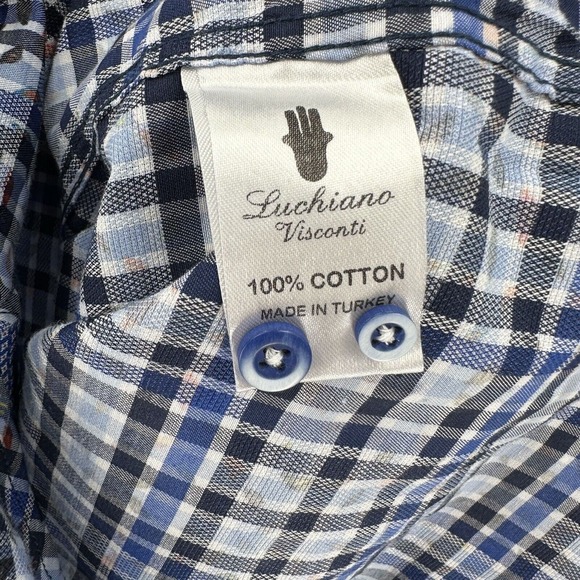 Luchiano
Visconti
100% COTTON
MADE IN TURKEY